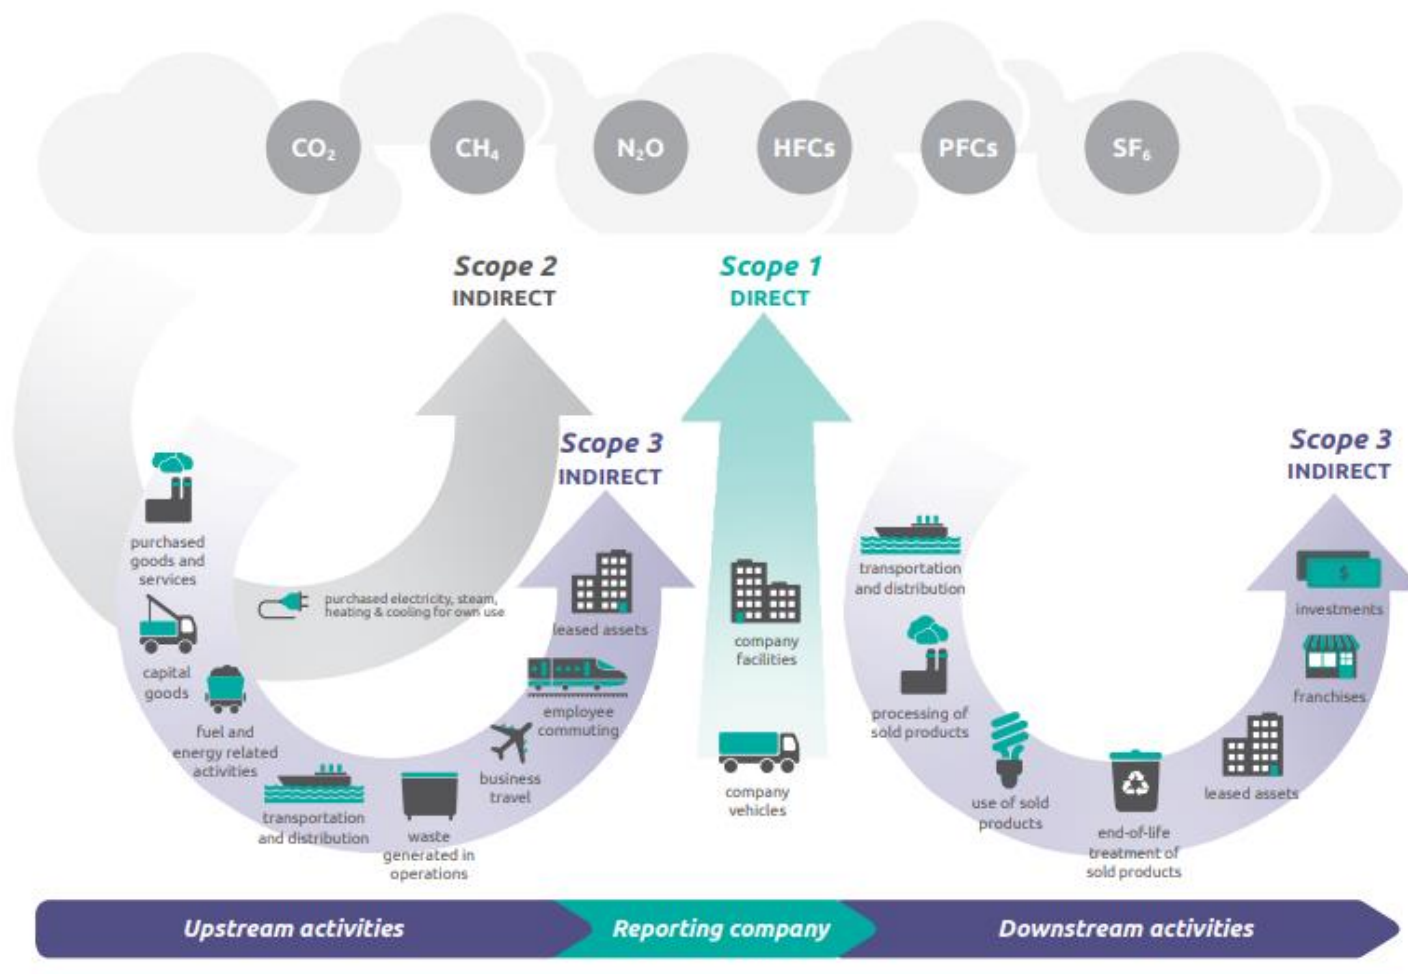 CO₂
CH₄
N₂O
HFCs
PFCs
SF₆
Scope 2
INDIRECT
Scope 1
DIRECT
Scope 3
INDIRECT
Scope 3
INDIRECT
purchased
goods and
services
capital
goods
fuel and
energy related
activities
purchased electricity, steam,
heating & cooling for own use
transportation
and distribution
waste
generated in
operations
business
travel
employee
commuting
leased assets
company
facilities
company
vehicles
transportation
and distribution
processing of
sold products
use of sold
products
end-of-life
treatment of
sold products
leased assets
franchises
investments
$
Upstream activities
Reporting company
Downstream activities